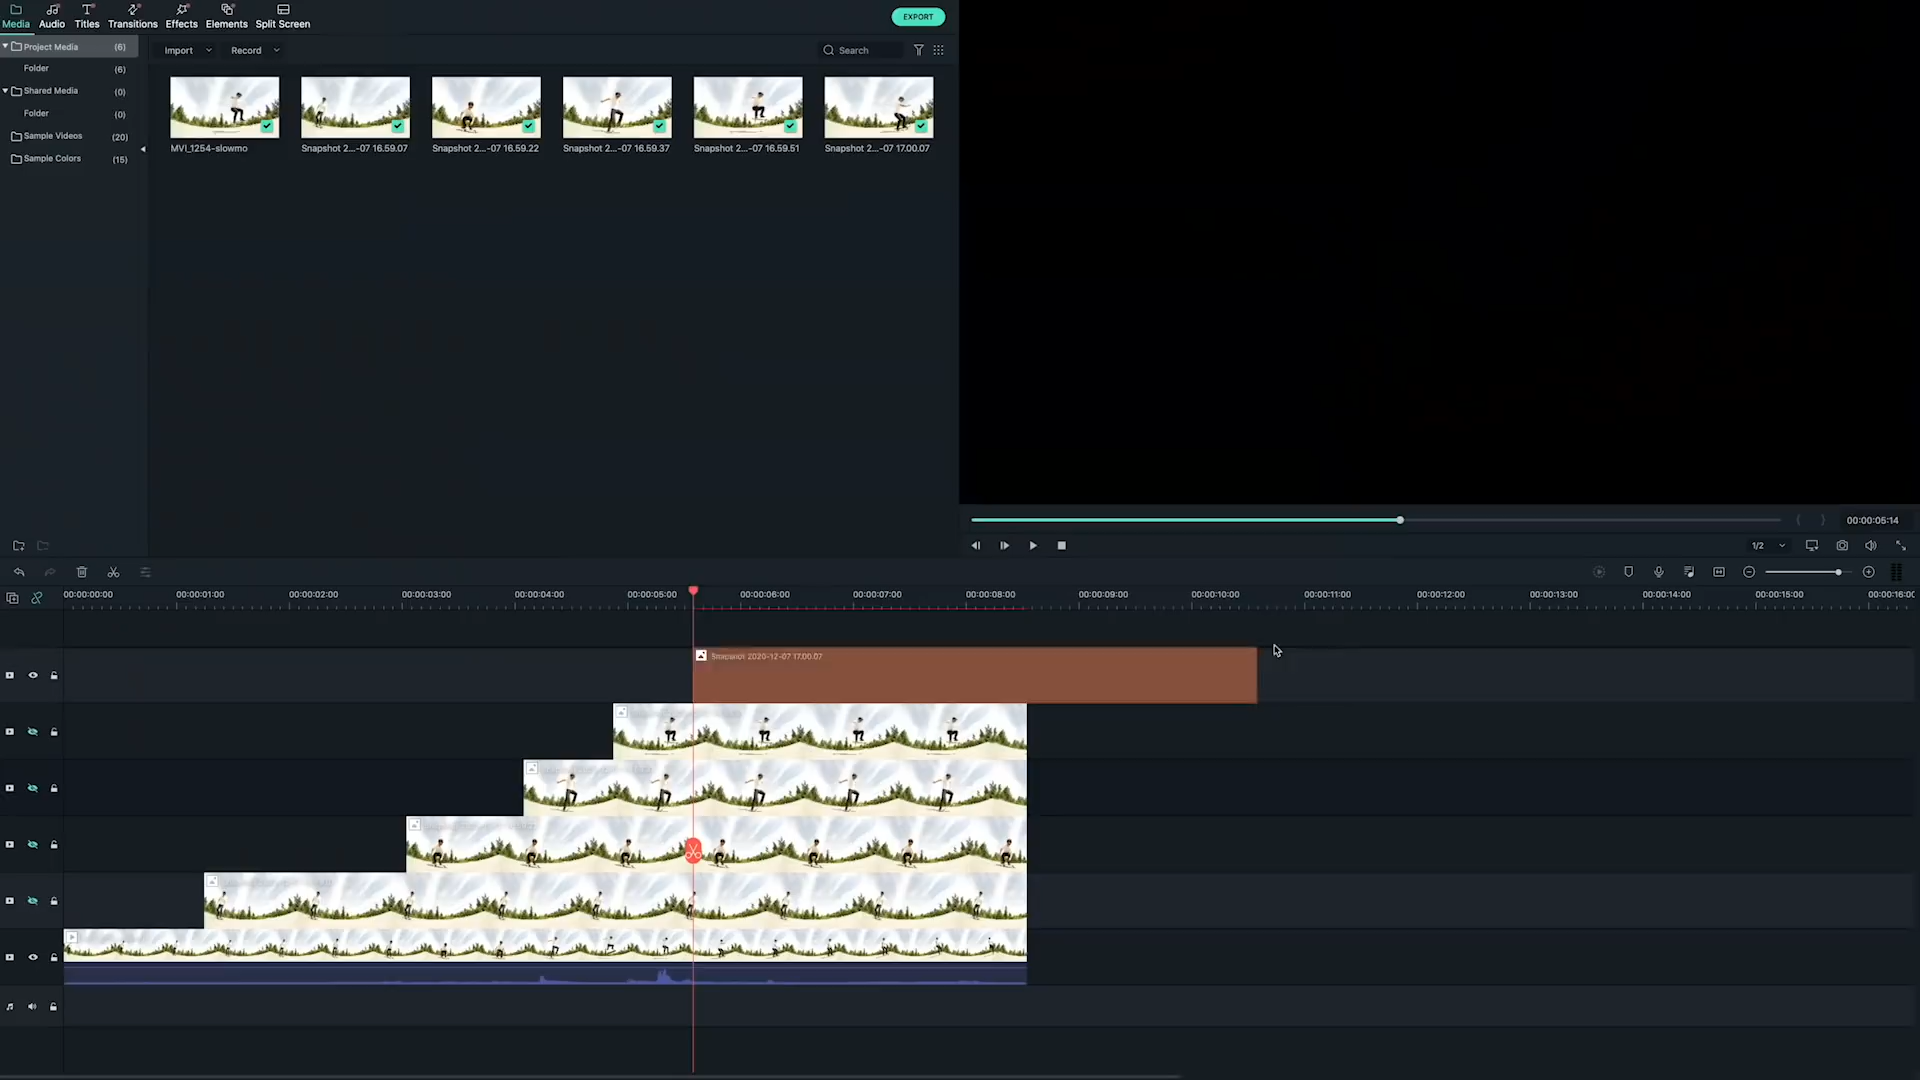 Media Audio Titles Transitions Effects Elements Split Screen
EXPORT
Project Media (6)
Folder (6)
Shared Media (0)
Folder (0)
Sample Videos (20)
Sample Colors (15)
Import Record Search
MVI_1254-slowmo Snapshot 2...-07 16.59.07 Snapshot 2...-07 16.59.22 Snapshot 2...-07 16.59.37 Snapshot 2...-07 16.59.51 Snapshot 2...-07 17.00.07
00:00:05:14
1/2
00:00:00:00 00:00:01:00 00:00:02:00 00:00:03:00 00:00:04:00 00:00:05:00 00:00:06:00 00:00:07:00 00:00:08:00 00:00:09:00 00:00:10:00 00:00:11:00 00:00:12:00 00:00:13:00 00:00:14:00 00:00:15:00 00:00:16:00
Snapshot 2020-12-07 17.00.07